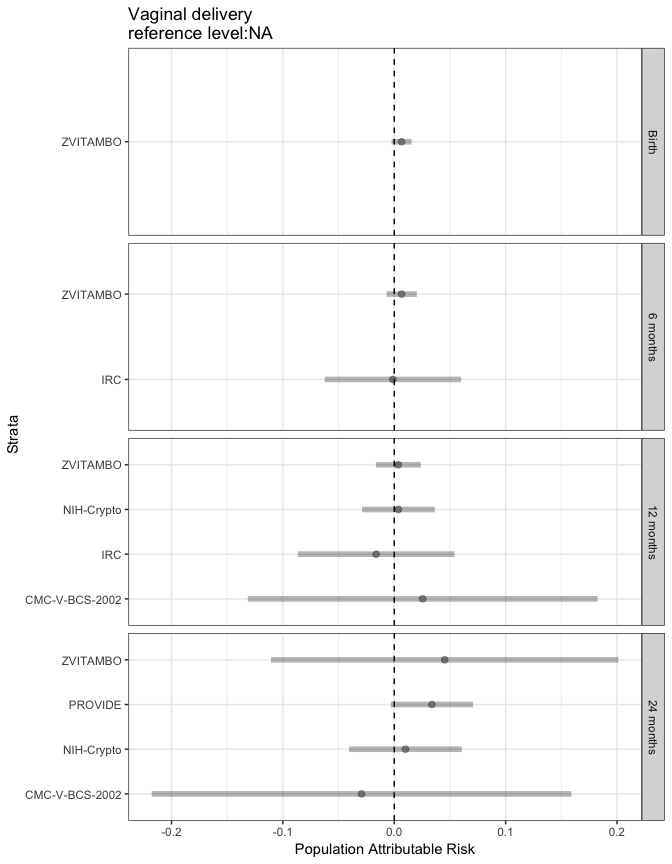 Vaginal delivery
reference level:NA
ZVITAMBO
Birth
ZVITAMBO
IRC
6 months
ZVITAMBO
NIH-Crypto
IRC
CMC-V-BCS-2002
12 months
ZVITAMBO
PROVIDE
NIH-Crypto
CMC-V-BCS-2002
24 months
Strata
-0.2 -0.1 0.0 0.1 0.2
Population Attributable Risk